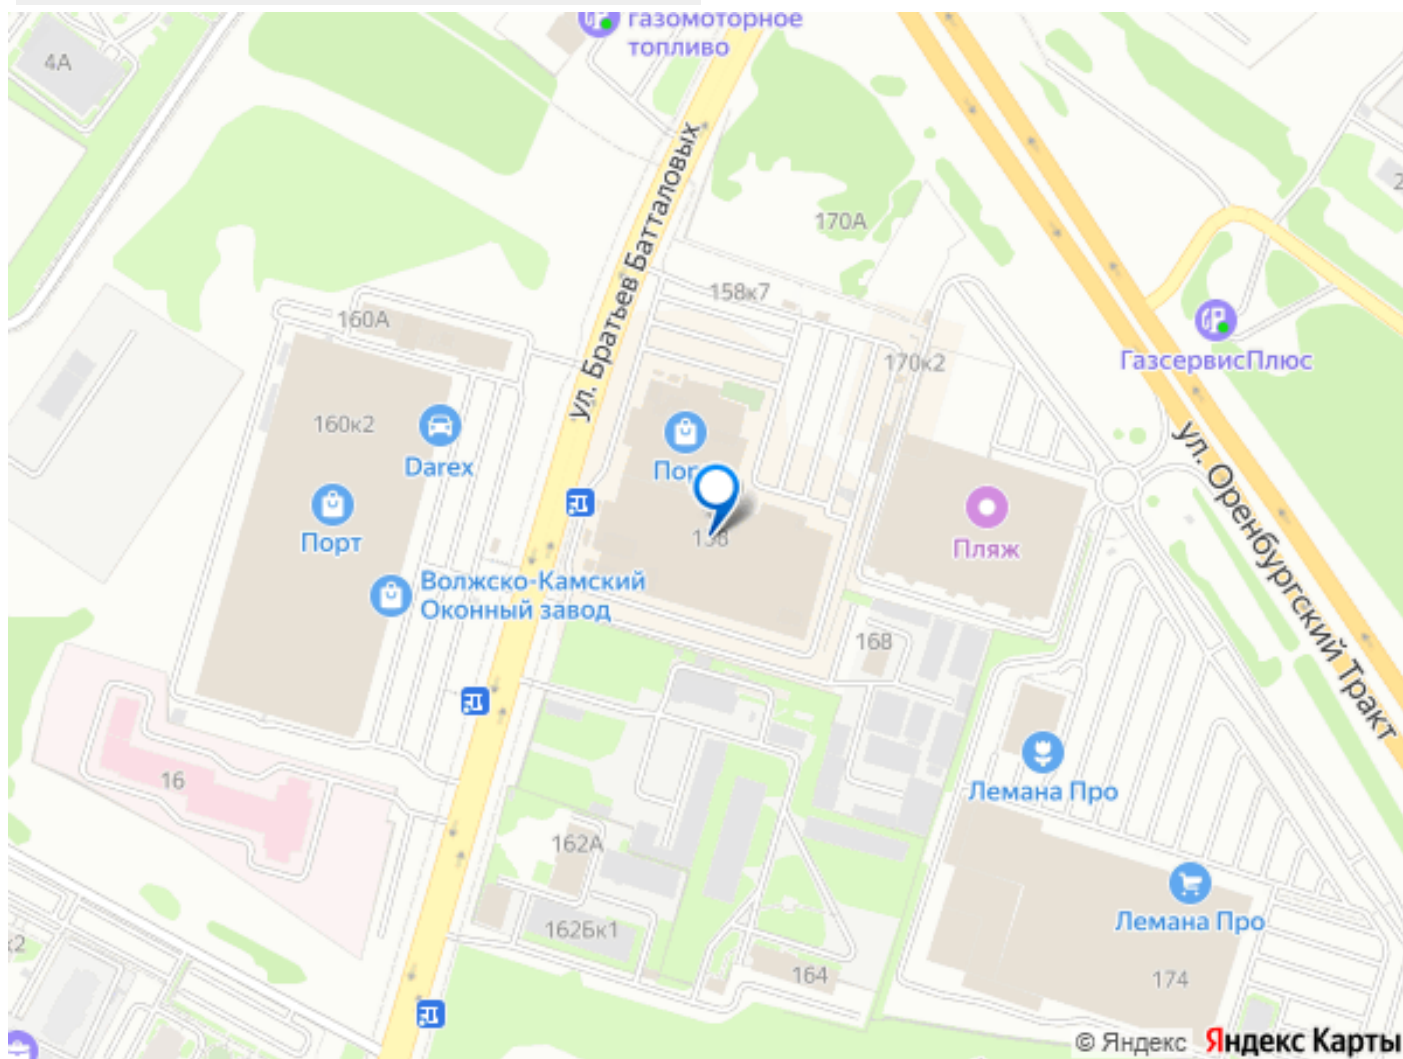 газомоторное
топливо
4А
ул. Братьев Батталовых
170А
158к7
160А
170к2
ГазсервисПлюс
160к2
Darex
Порт
Пляж
ул. Оренбургский Тракт
Волжско-Камский
Оконный завод
168
16
Лемана Про
162А
Лемана Про
162Бк1
к2
164
174
© Яндекс Яндекс Карты